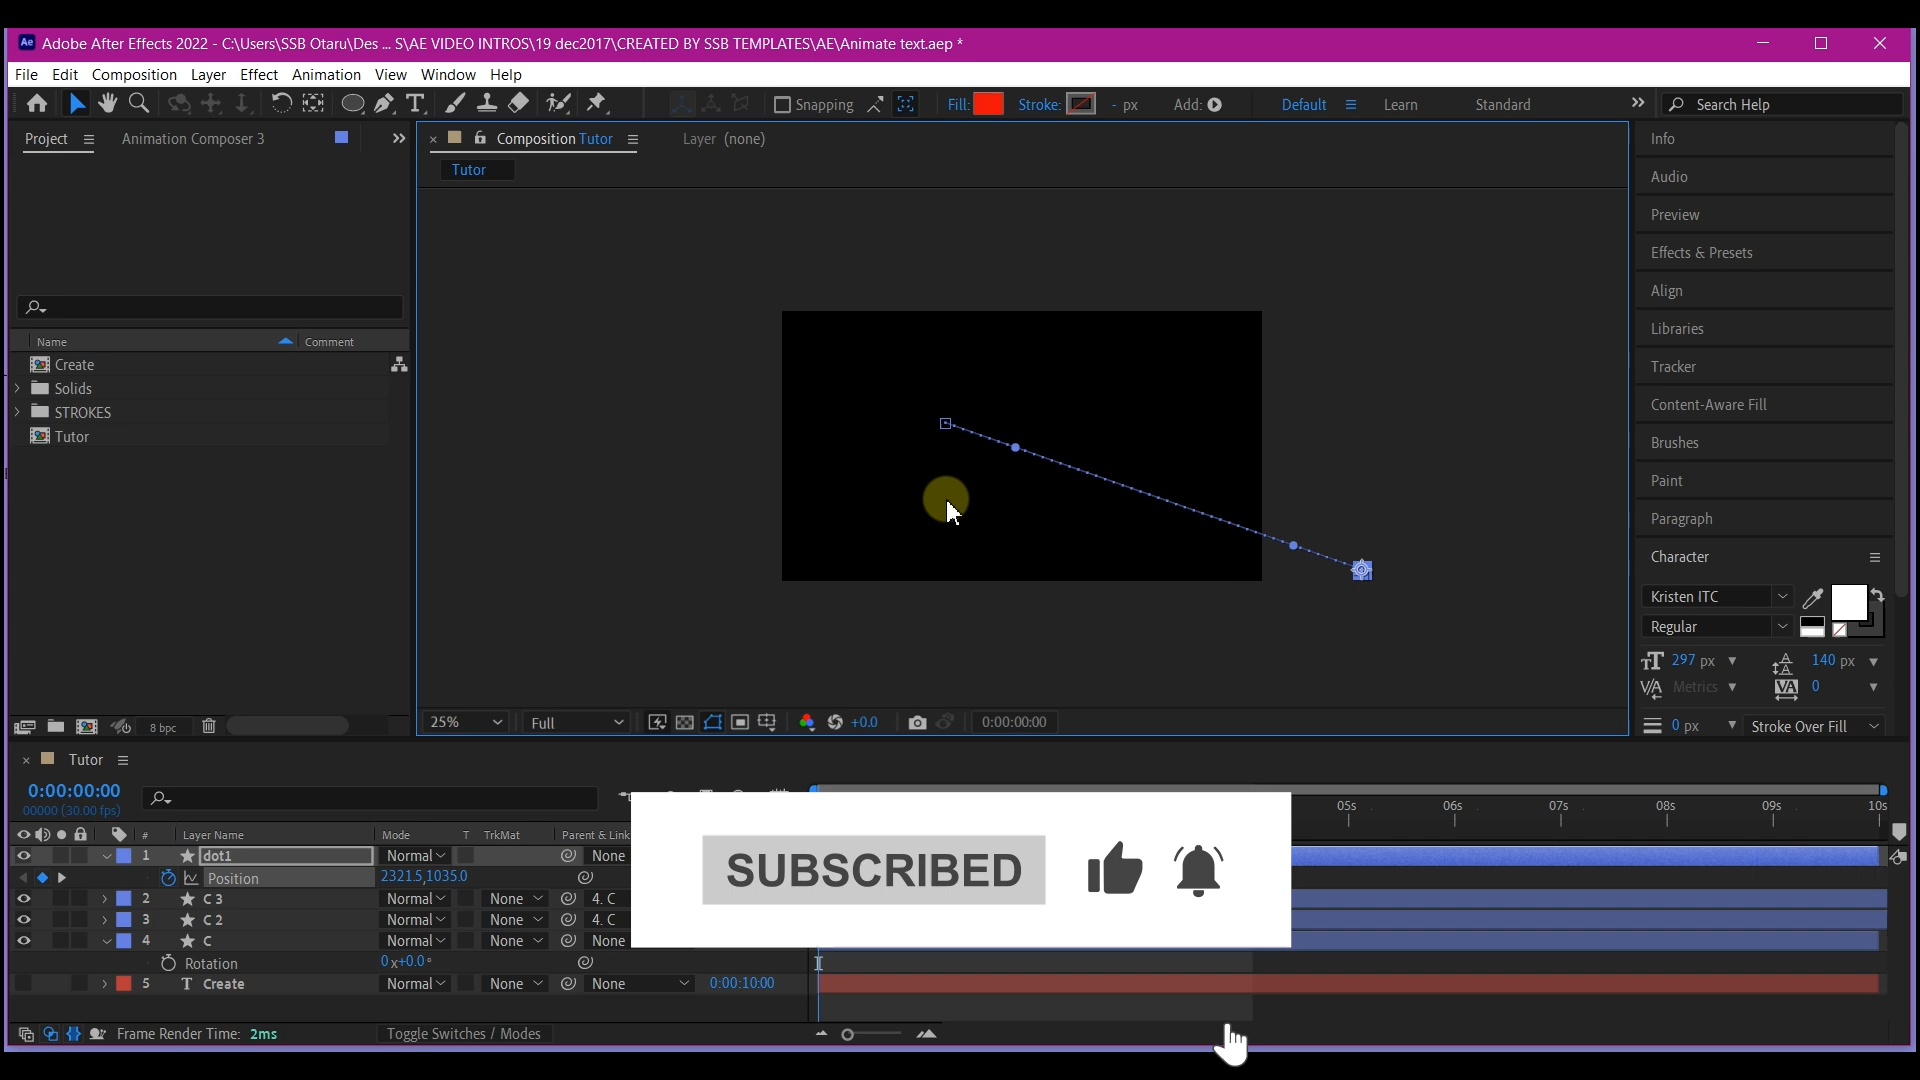 Ae Adobe After Effects 2022 - C:\Users\SSB Otaru\Des ... S\AE VIDEO INTROS\19 dec2017\CREATED BY SSB TEMPLATES\AE\Animate text.aep *
File Edit Composition Layer Effect Animation View Window Help
Snapping Fill: Stroke: - px Add: Default Learn Standard Search Help
Project Animation Composer 3 Composition Tutor Layer (none)
Tutor
Info
Audio
Preview
Effects & Presets
Align
Libraries
Tracker
Content-Aware Fill
Brushes
Paint
Paragraph
Character
Kristen ITC
Regular
297 px 140 px
Metrics 0
0 px Stroke Over Fill
Name Comment
Create
Solids
STROKES
Tutor
8 bpc
25% Full +0.0 0:00:00:00
Tutor
0:00:00:00
00000 (30.00 fps)
05s 06s 07s 08s 09s 10s
# Layer Name Mode T TrkMat Parent & Link
1 dot1 Normal None
Position 2321.5,1035.0
2 C 3 Normal None 4. C
3 C 2 Normal None 4. C
4 C Normal None None
Rotation 0x+0.0°
5 T Create Normal None None 0:00:10:00
Frame Render Time: 2ms Toggle Switches / Modes
SUBSCRIBED